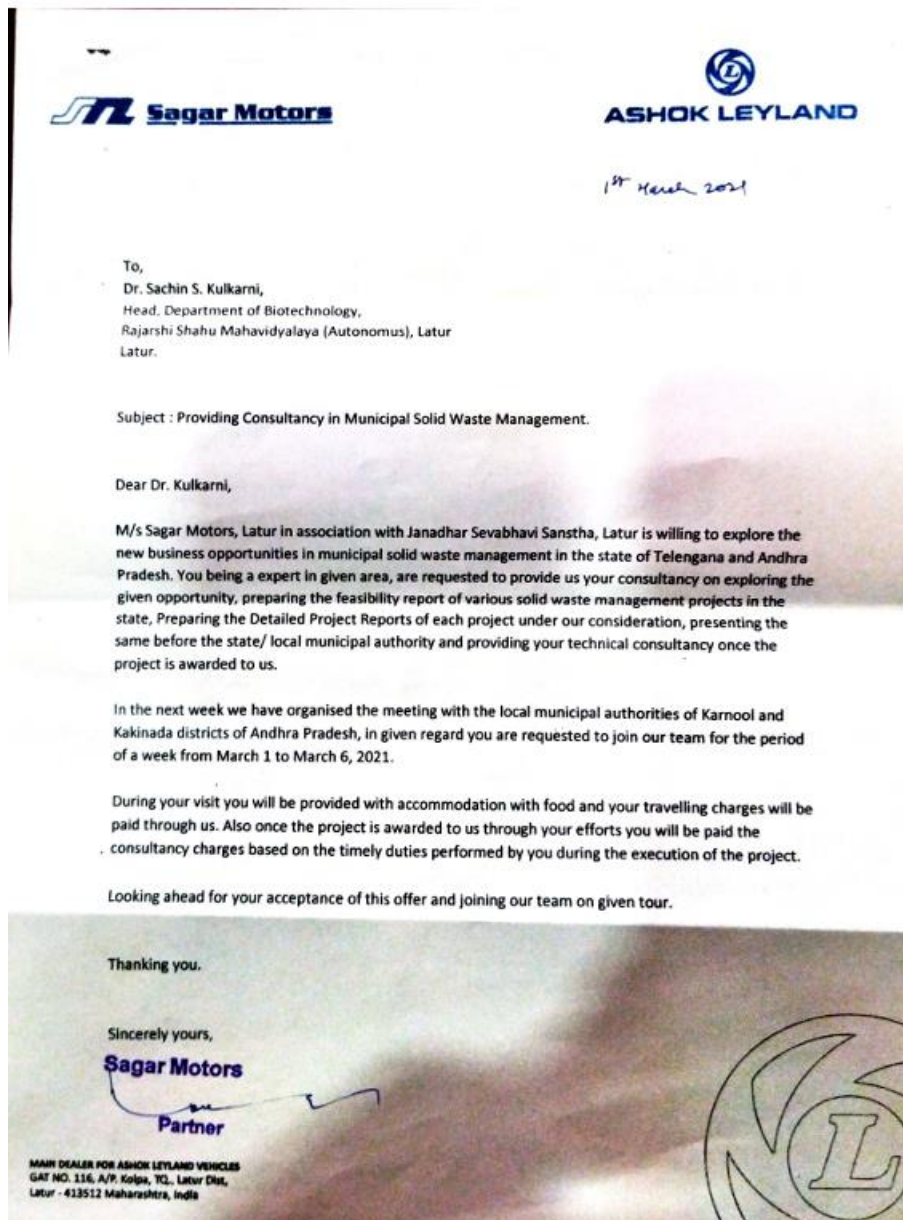 Sagar Motors
ASHOK LEYLAND
1st March 2021
To,
Dr. Sachin S. Kulkarni,
Head, Department of Biotechnology,
Rajarshi Shahu Mahavidyalaya (Autonomus), Latur
Latur.
Subject : Providing Consultancy in Municipal Solid Waste Management.
Dear Dr. Kulkarni,
M/s Sagar Motors, Latur in association with Janadhar Sevabhavi Sanstha, Latur is willing to explore the
new business opportunities in municipal solid waste management in the state of Telengana and Andhra
Pradesh. You being a expert in given area, are requested to provide us your consultancy on exploring the
given opportunity, preparing the feasibility report of various solid waste management projects in the
state, Preparing the Detailed Project Reports of each project under our consideration, presenting the
same before the state/ local municipal authority and providing your technical consultancy once the
project is awarded to us.
In the next week we have organised the meeting with the local municipal authorities of Karnool and
Kakinada districts of Andhra Pradesh, in given regard you are requested to join our team for the period
of a week from March 1 to March 6, 2021.
During your visit you will be provided with accommodation with food and your travelling charges will be
paid through us. Also once the project is awarded to us through your efforts you will be paid the
consultancy charges based on the timely duties performed by you during the execution of the project.
Looking ahead for your acceptance of this offer and joining our team on given tour.
Thanking you.
Sincerely yours,
Sagar Motors
Partner
MAIN DEALER FOR ASHOK LEYLAND VEHICLES
GAT NO. 116, A/P. Kolpa, TQ., Latur Dist,
Latur - 413512 Maharashtra, India
L